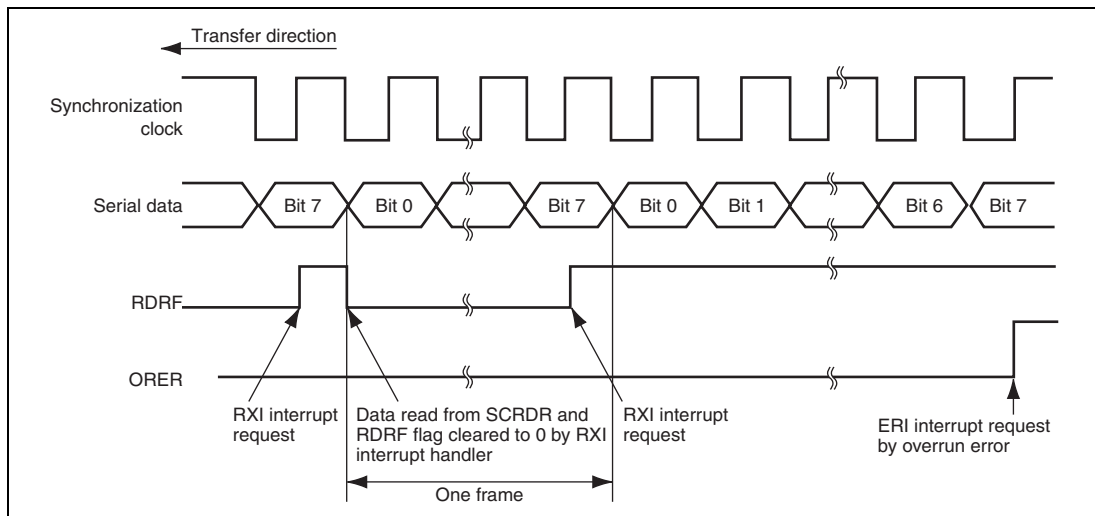 Transfer direction
Synchronization
clock
Serial data
Bit 7
Bit 0
Bit 7
Bit 0
Bit 1
Bit 6
Bit 7
RDRF
ORER
RXI interrupt
request
Data read from SCRDR and
RDRF flag cleared to 0 by RXI
interrupt handler
RXI interrupt
request
ERI interrupt request
by overrun error
One frame